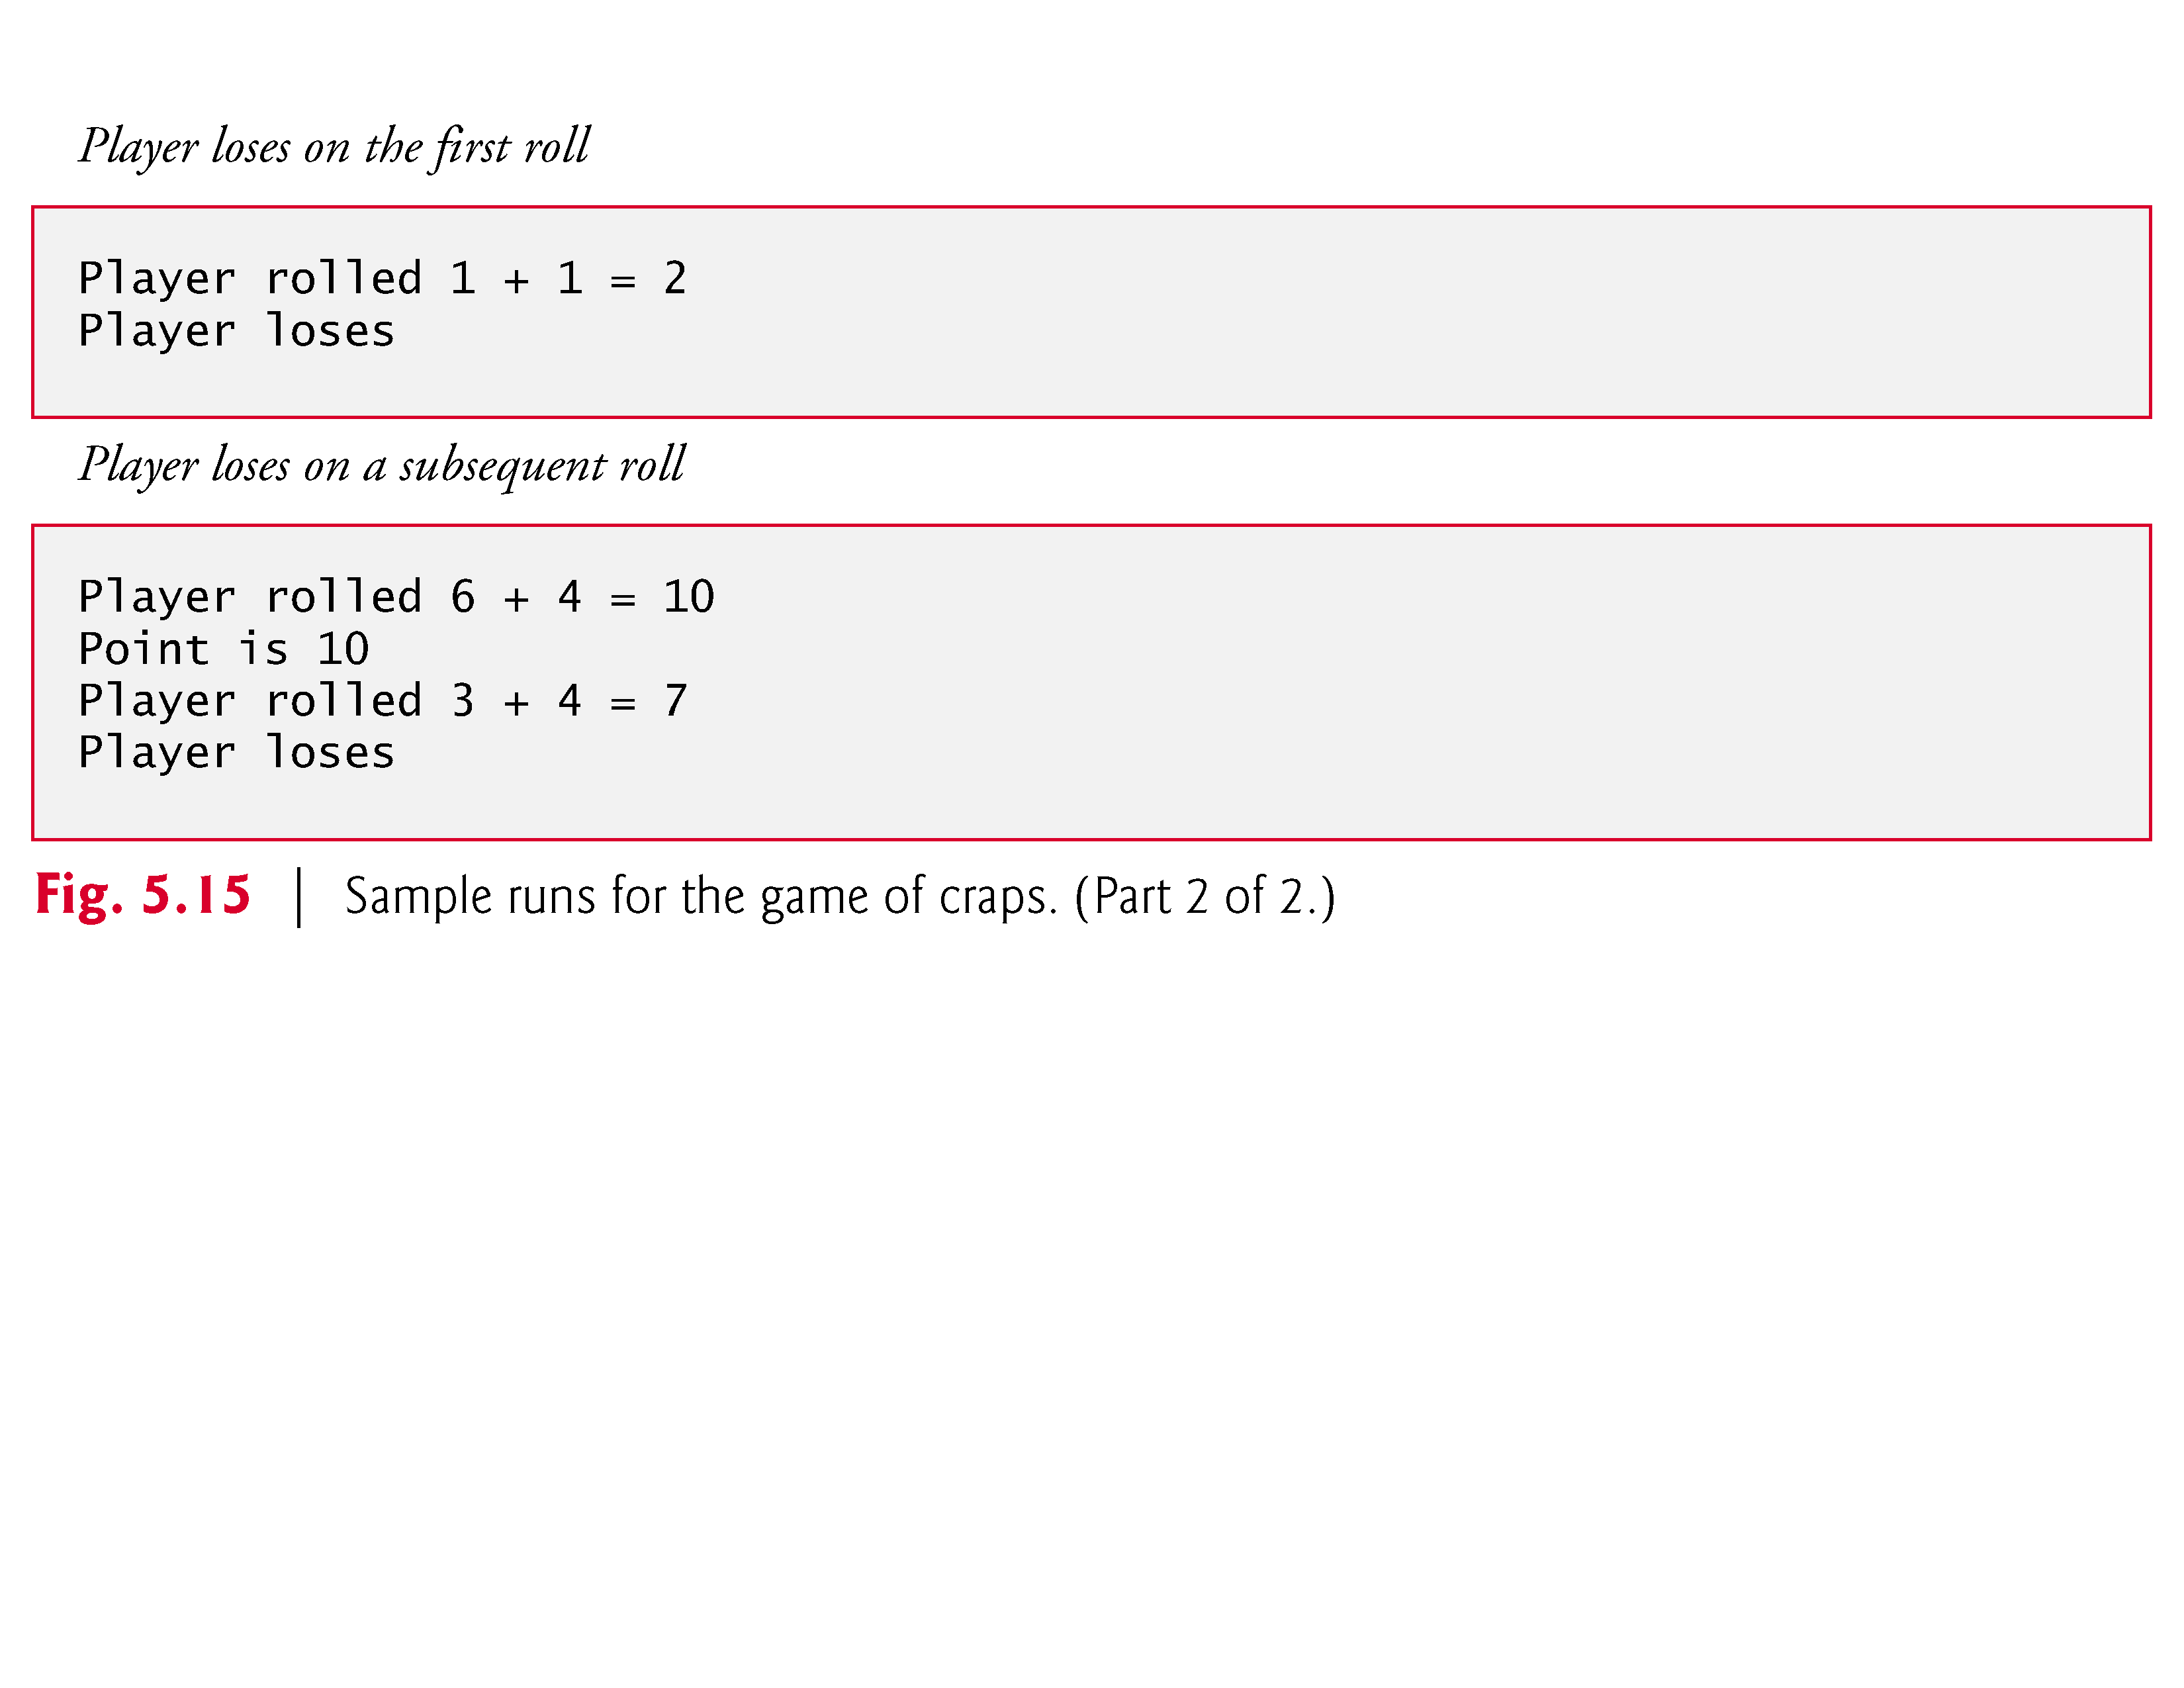 Player loses on the first roll
Player rolled 1 + 1 = 2
Player loses
Player loses on a subsequent roll
Player rolled 6 + 4 = 10
Point is 10
Player rolled 3 + 4 = 7
Player loses
Fig. 5.15 | Sample runs for the game of craps. (Part 2 of 2.)